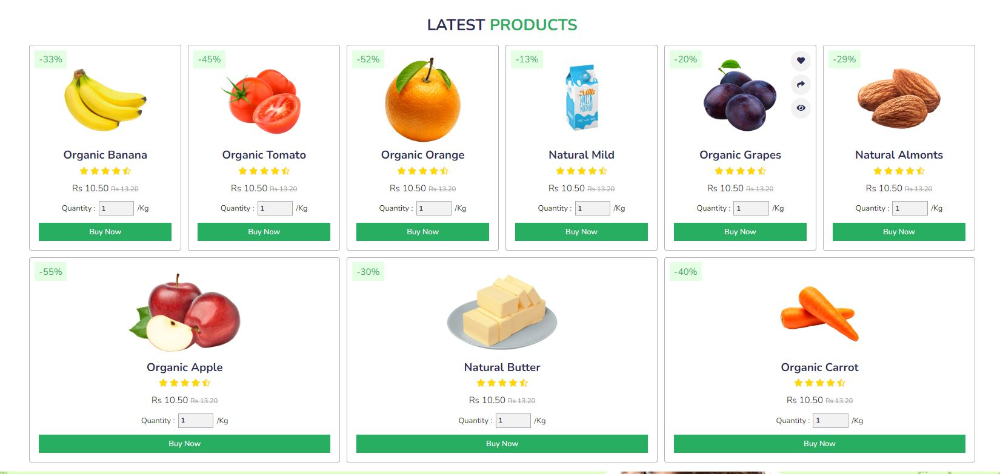 LATEST PRODUCTS
-33%
Organic Banana
Rs 10.50 Rs 13.20
Quantity : 1 /Kg
Buy Now
-45%
Organic Tomato
Rs 10.50 Rs 13.20
Quantity : 1 /Kg
Buy Now
-52%
Organic Orange
Rs 10.50 Rs 13.20
Quantity : 1 /Kg
Buy Now
-13%
Milk
PACK
MOCKUP
Natural Mild
Rs 10.50 Rs 13.20
Quantity : 1 /Kg
Buy Now
-20%
Organic Grapes
Rs 10.50 Rs 13.20
Quantity : 1 /Kg
Buy Now
-29%
Natural Almonts
Rs 10.50 Rs 13.20
Quantity : 1 /Kg
Buy Now
-55%
Organic Apple
Rs 10.50 Rs 13.20
Quantity : 1 /Kg
Buy Now
-30%
Natural Butter
Rs 10.50 Rs 13.20
Quantity : 1 /Kg
Buy Now
-40%
Organic Carrot
Rs 10.50 Rs 13.20
Quantity : 1 /Kg
Buy Now